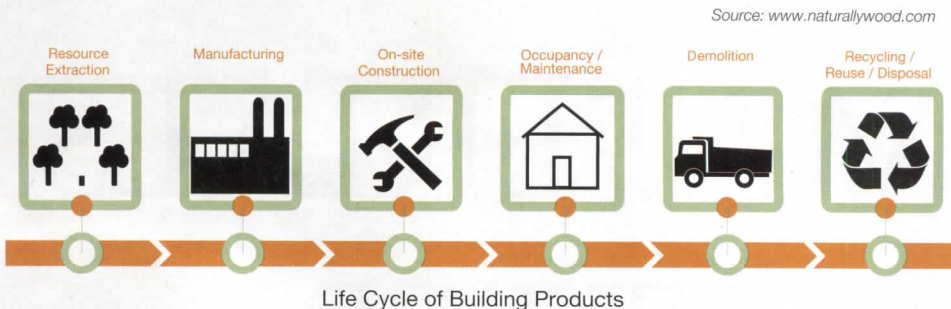 Source: www.naturallywood.com
Resource
Extraction
Manufacturing
On-site
Construction
Occupancy /
Maintenance
Demolition
Recycling /
Reuse / Disposal
Life Cycle of Building Products